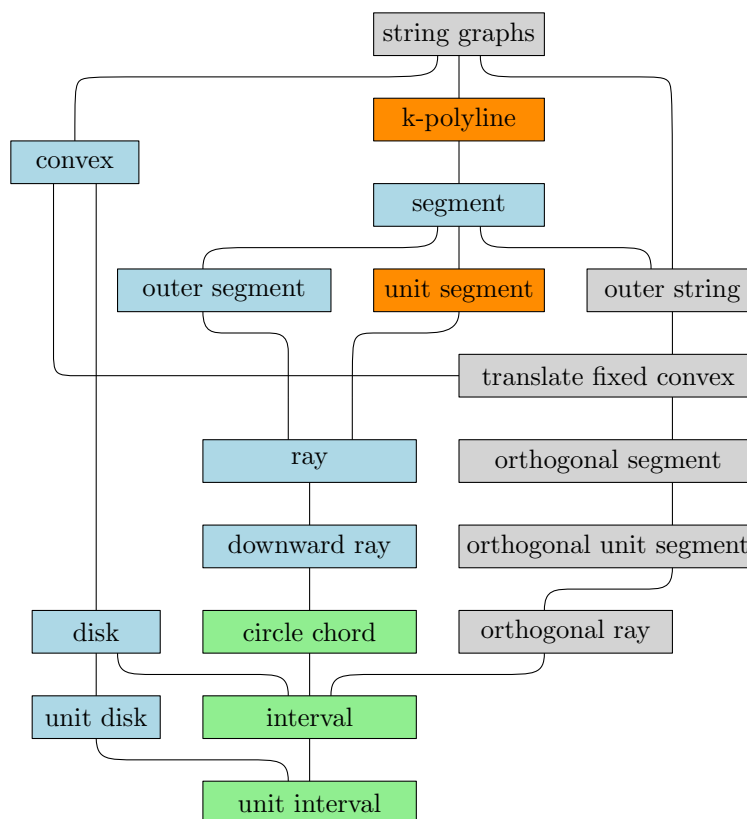 string graphs
k-polyline
convex
segment
outer segment
unit segment
outer string
translate fixed convex
ray
orthogonal segment
downward ray
orthogonal unit segment
disk
circle chord
orthogonal ray
unit disk
interval
unit interval